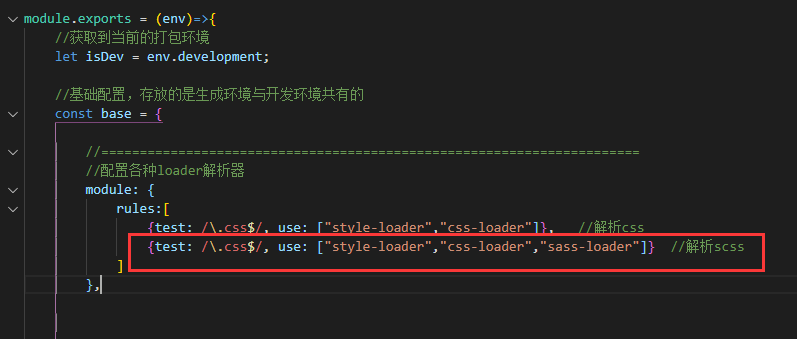 module.exports = (env)=>{
//获取到当前的打包环境
let isDev = env.development;
//基础配置，存放的是生成环境与开发环境共有的
const base = {
//======================================================================
//配置各种loader解析器
module: {
rules:[
{test: /\.css$/, use: ["style-loader","css-loader"]},   //解析css
{test: /\.css$/, use: ["style-loader","css-loader","sass-loader"]}  //解析scss
]
},